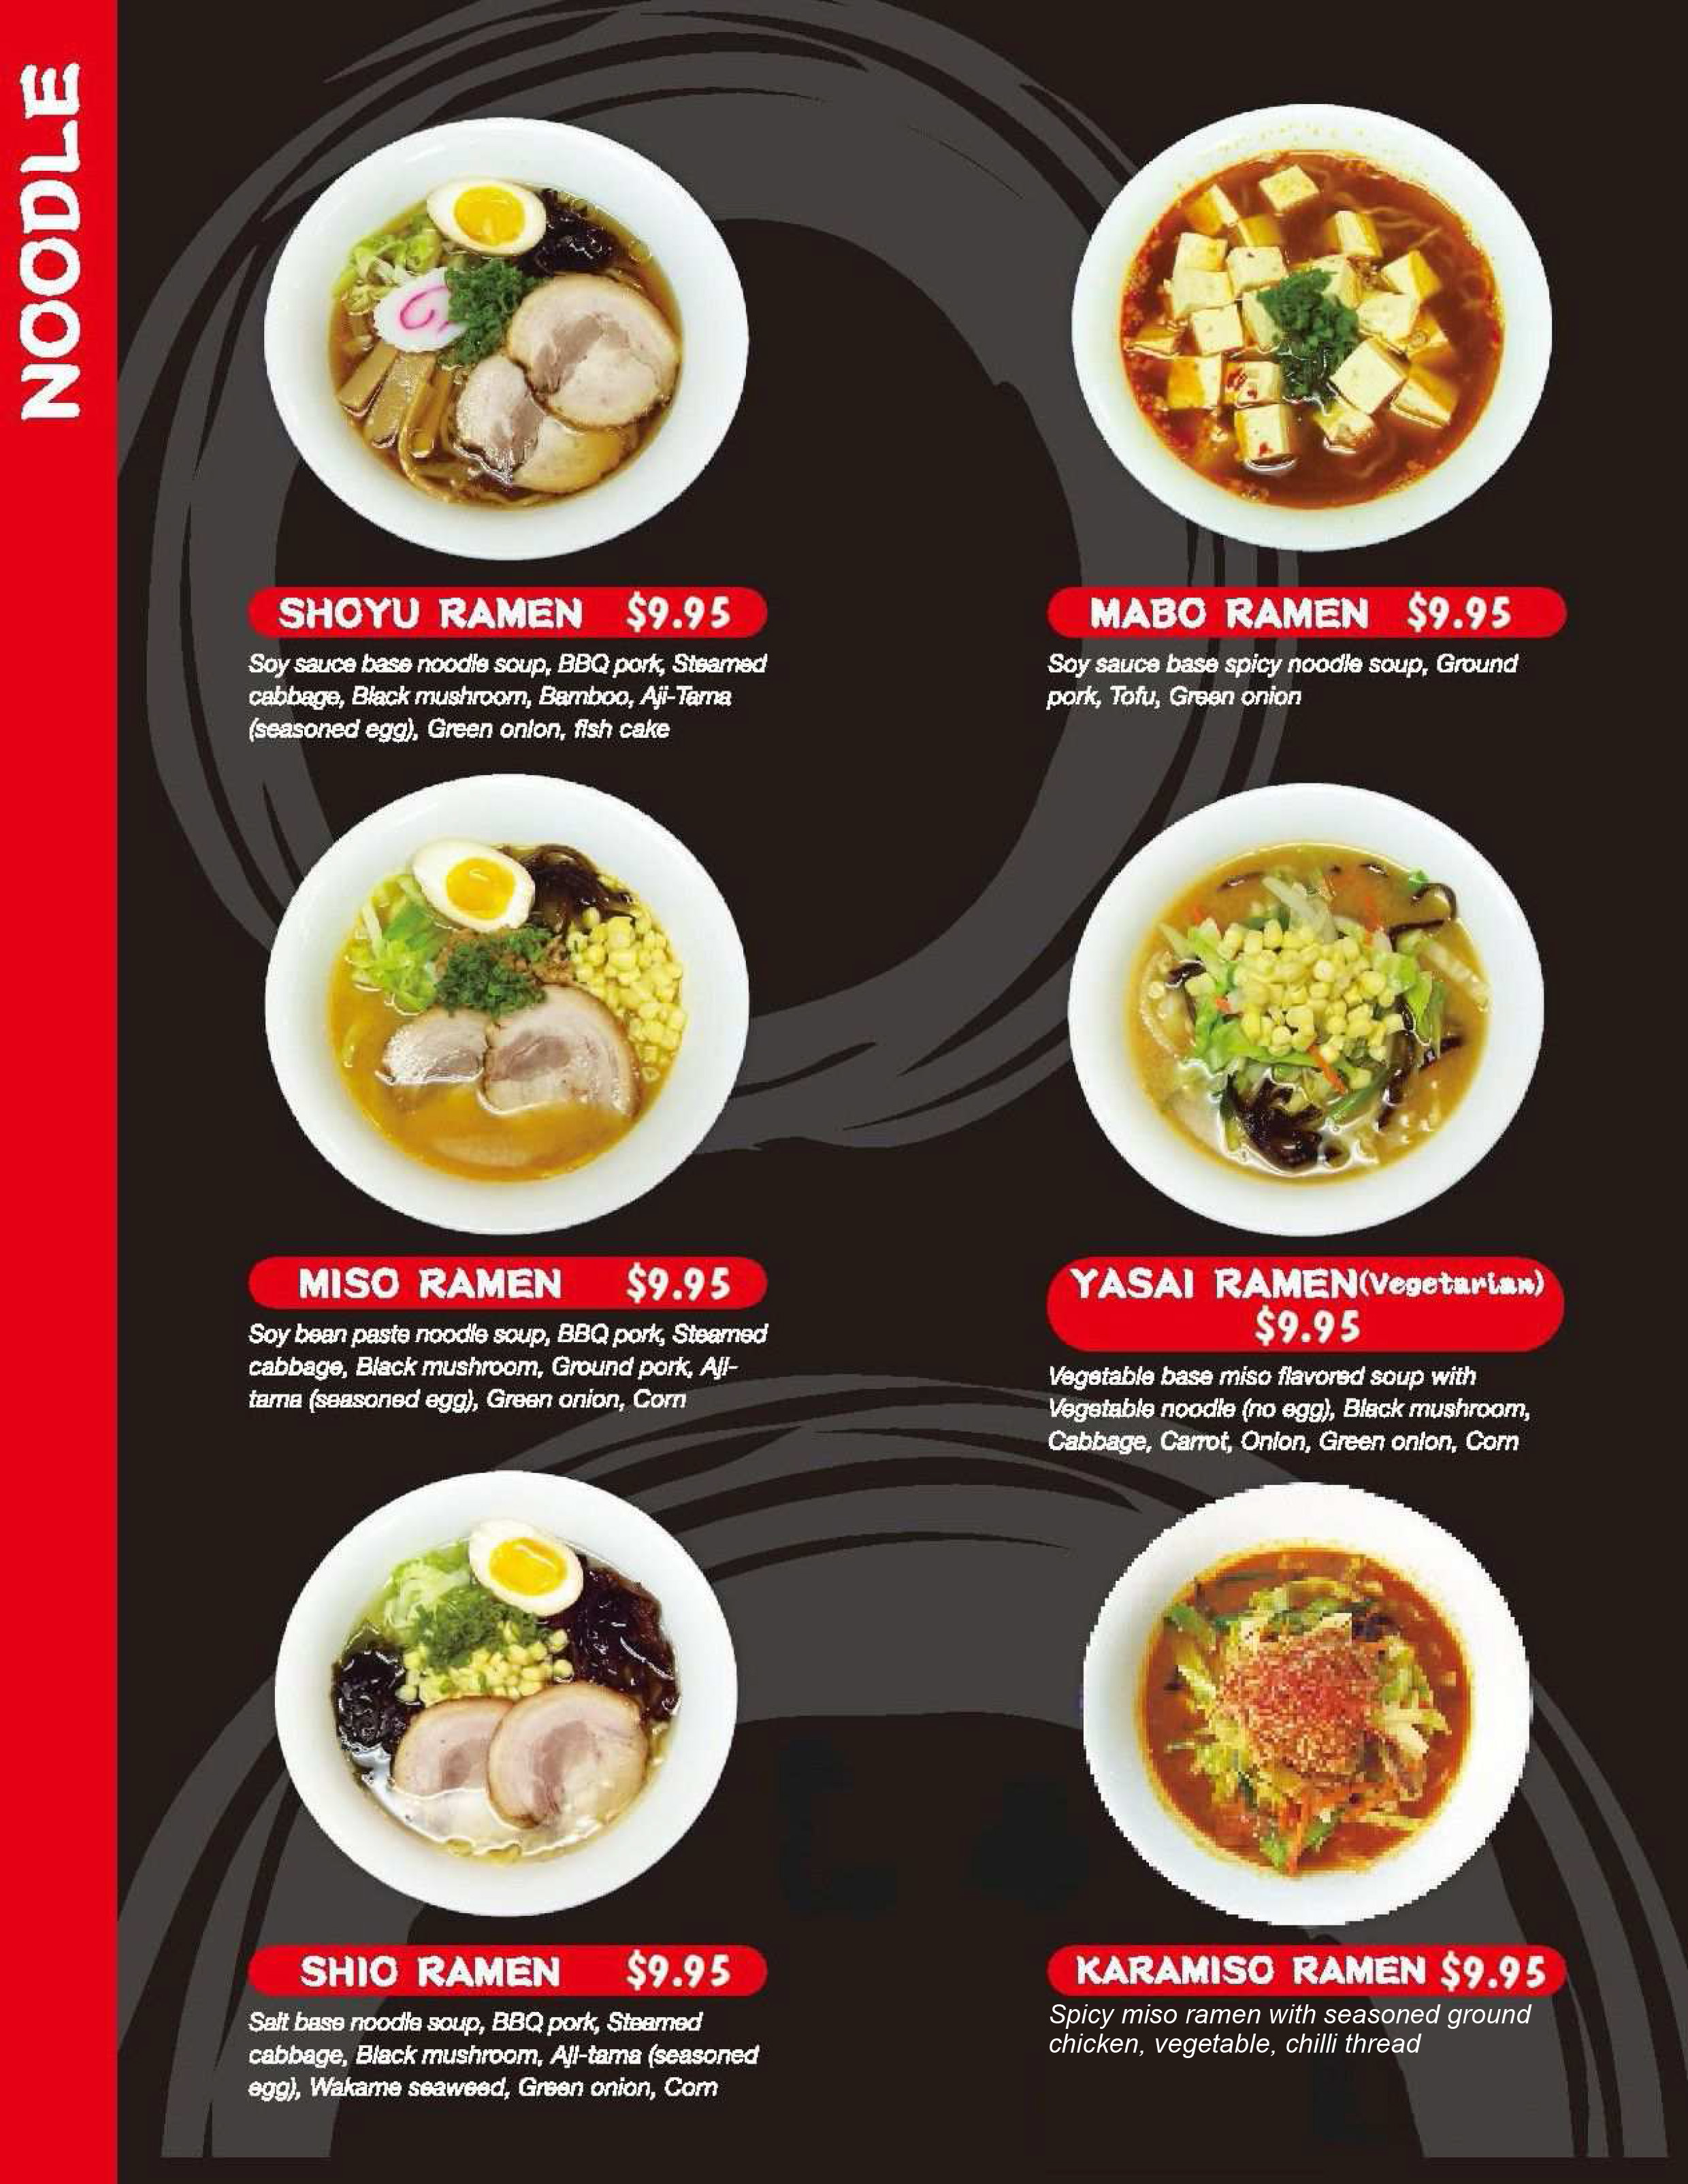 NOODLE
SHOYU RAMEN $9.95
Soy sauce base noodle soup, BBQ pork, Steamed
cabbage, Black mushroom, Bamboo, Aji-Tama
(seasoned egg), Green onion, fish cake
MABO RAMEN $9.95
Soy sauce base spicy noodle soup, Ground
pork, Tofu, Green onion
MISO RAMEN $9.95
Soy bean paste noodle soup, BBQ pork, Steamed
cabbage, Black mushroom, Ground pork, Aji-
tama (seasoned egg), Green onion, Corn
YASAI RAMEN(Vegetarian)
$9.95
Vegetable base miso flavored soup with
Vegetable noodle (no egg), Black mushroom,
Cabbage, Carrot, Onion, Green onion, Corn
SHIO RAMEN $9.95
Salt base noodle soup, BBQ pork, Steamed
cabbage, Black mushroom, Aji-tama (seasoned
egg), Wakame seaweed, Green onion, Corn
KARAMISO RAMEN $9.95
Spicy miso ramen with seasoned ground
chicken, vegetable, chilli thread